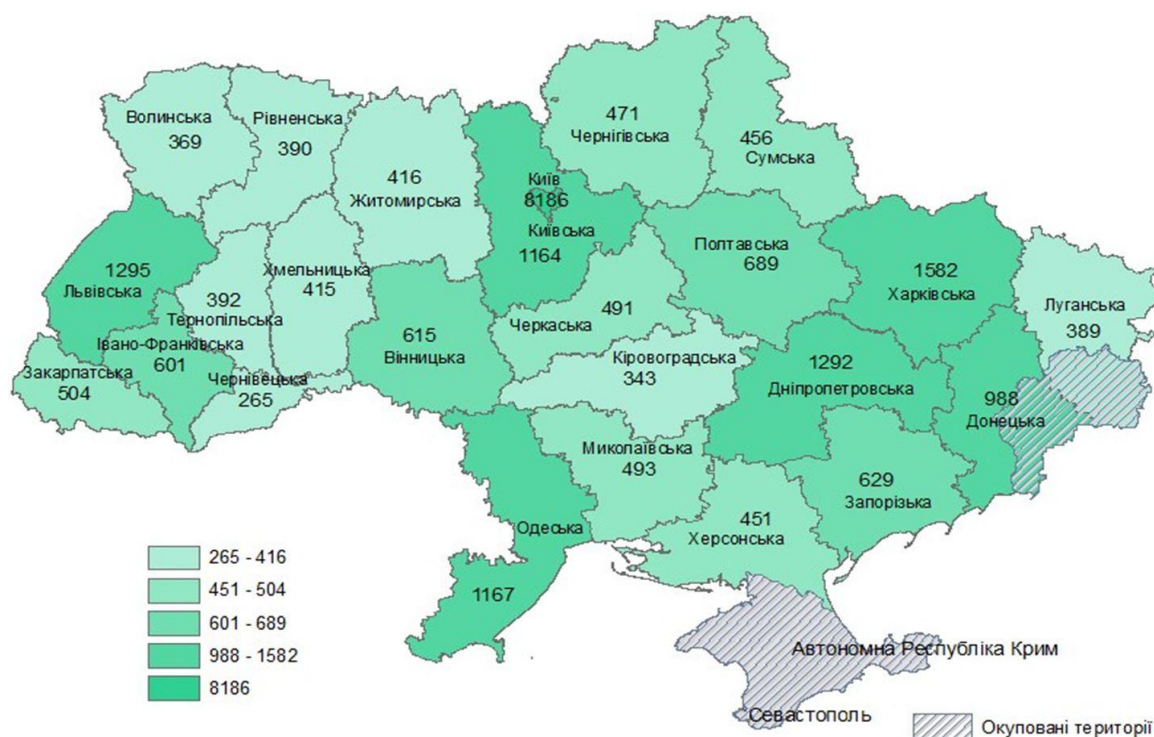 471
Чернігівська
456
Сумська
Волинська
369
Рівненська
390
416
Житомирська
Київ
8186
Київська
1164
Полтавська
689
1582
Харківська
Луганська
389
1295
Львівська
392
Тернопільська
Хмельницька
415
Івано-Франківська
601
Закарпатська
504
Чернівецька
265
615
Вінницька
491
Черкаська
Кіровоградська
343
1292
Дніпропетровська
988
Донецька
Миколаївська
493
629
Запорізька
451
Херсонська
Одеська
1167
Автономна Республіка Крим
Севастополь
265 - 416
451 - 504
601 - 689
988 - 1582
8186
Окуповані території